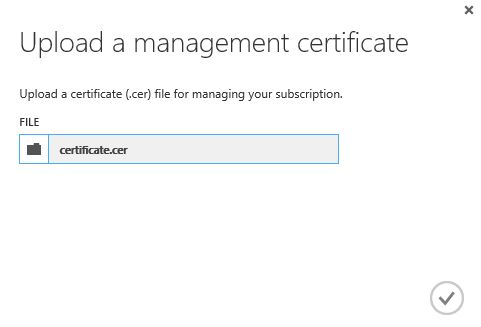 Upload a management certificate
Upload a certificate (.cer) file for managing your subscription.
FILE
certificate.cer